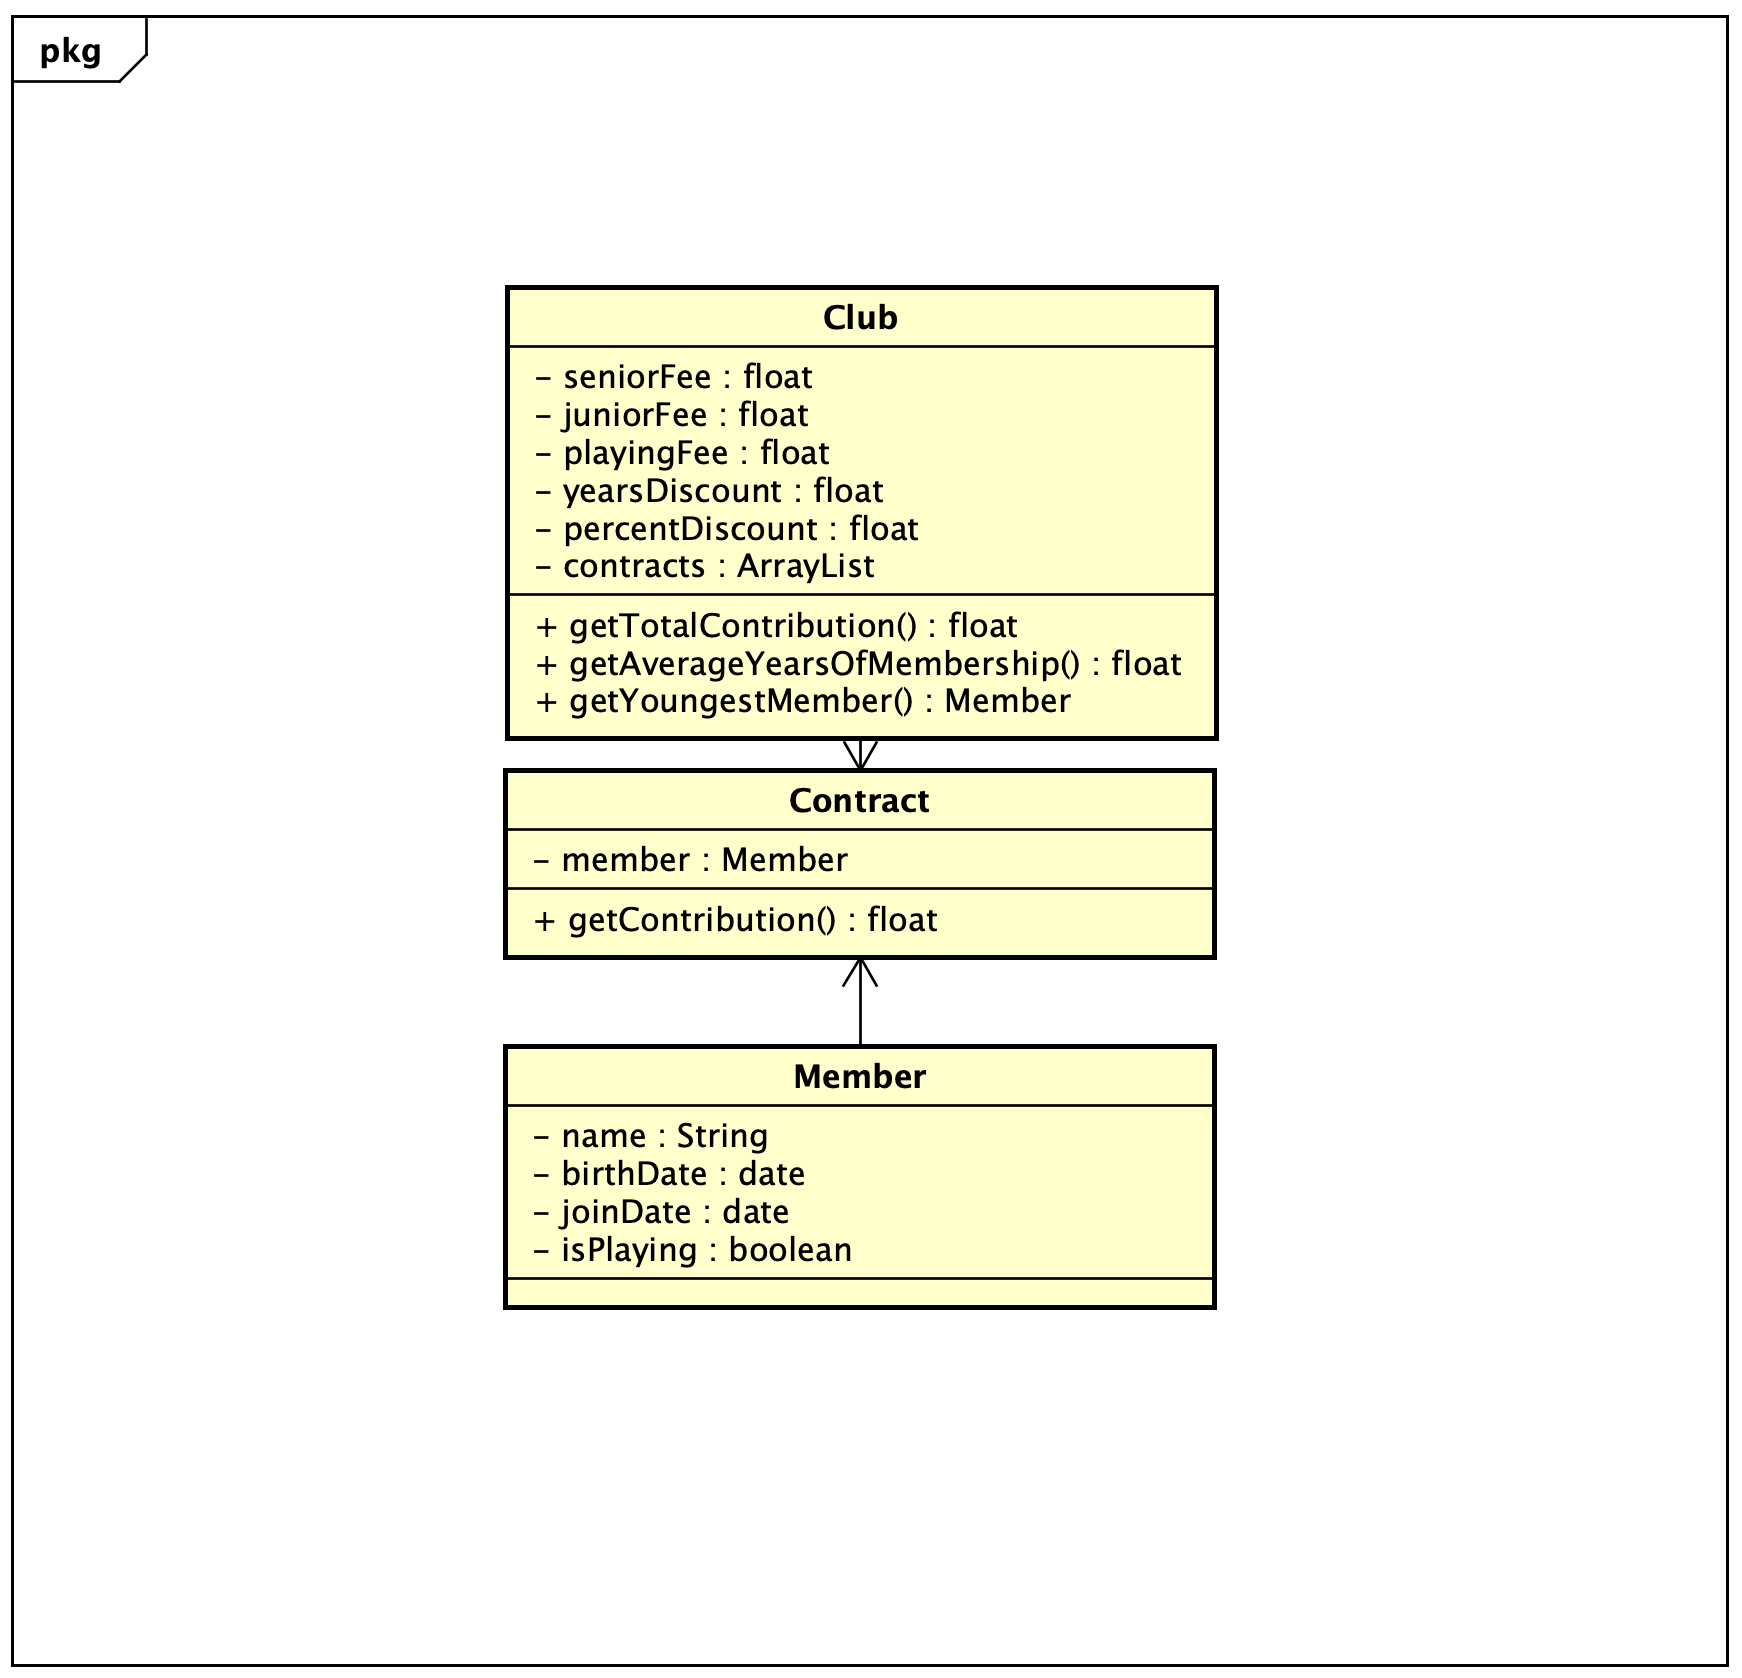 pkg
Club
- seniorFee : float
- juniorFee : float
- playingFee : float
- yearsDiscount : float
- percentDiscount : float
- contracts : ArrayList
+ getTotalContribution() : float
+ getAverageYearsOfMembership() : float
+ getYoungestMember() : Member
Contract
- member : Member
+ getContribution() : float
Member
- name : String
- birthDate : date
- joinDate : date
- isPlaying : boolean